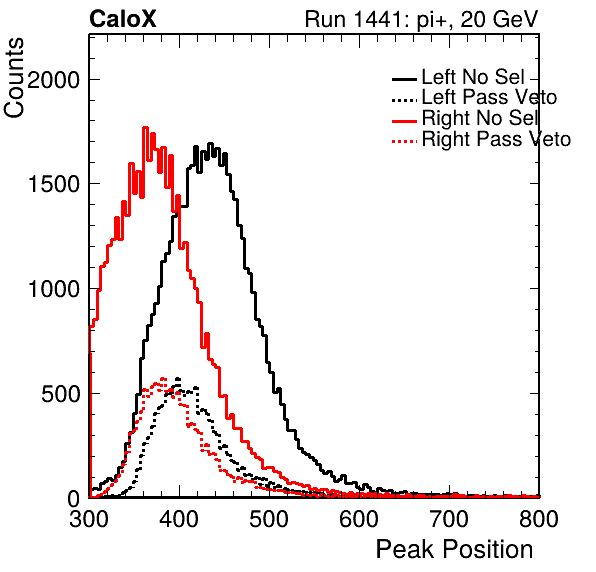 CaloX Run 1441: pi+, 20 GeV
Counts
2000
1500
1000
500
0
Left No Sel
Left Pass Veto
Right No Sel
Right Pass Veto
300 400 500 600 700 800
Peak Position